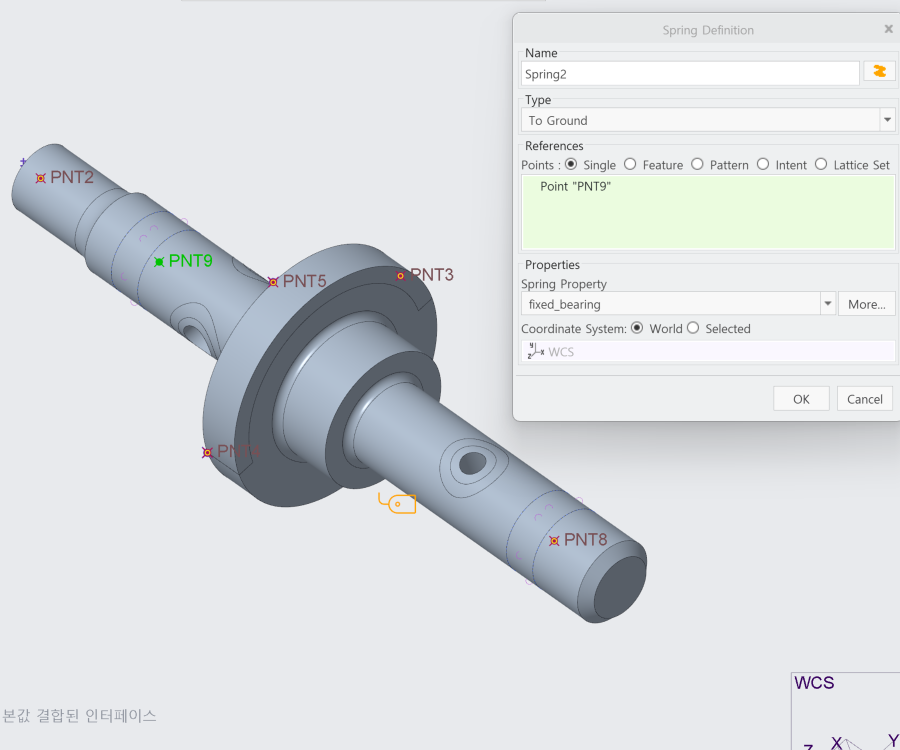 Spring Definition
Name
Spring2
Type
To Ground
References
Points : Single Feature Pattern Intent Lattice Set
Point "PNT9"
Properties
Spring Property
fixed_bearing
More...
Coordinate System: World Selected
WCS
OK Cancel
PNT2
PNT9
PNT5
PNT3
PNT8
WCS
X
Y
Z
본값 결합된 인터페이스